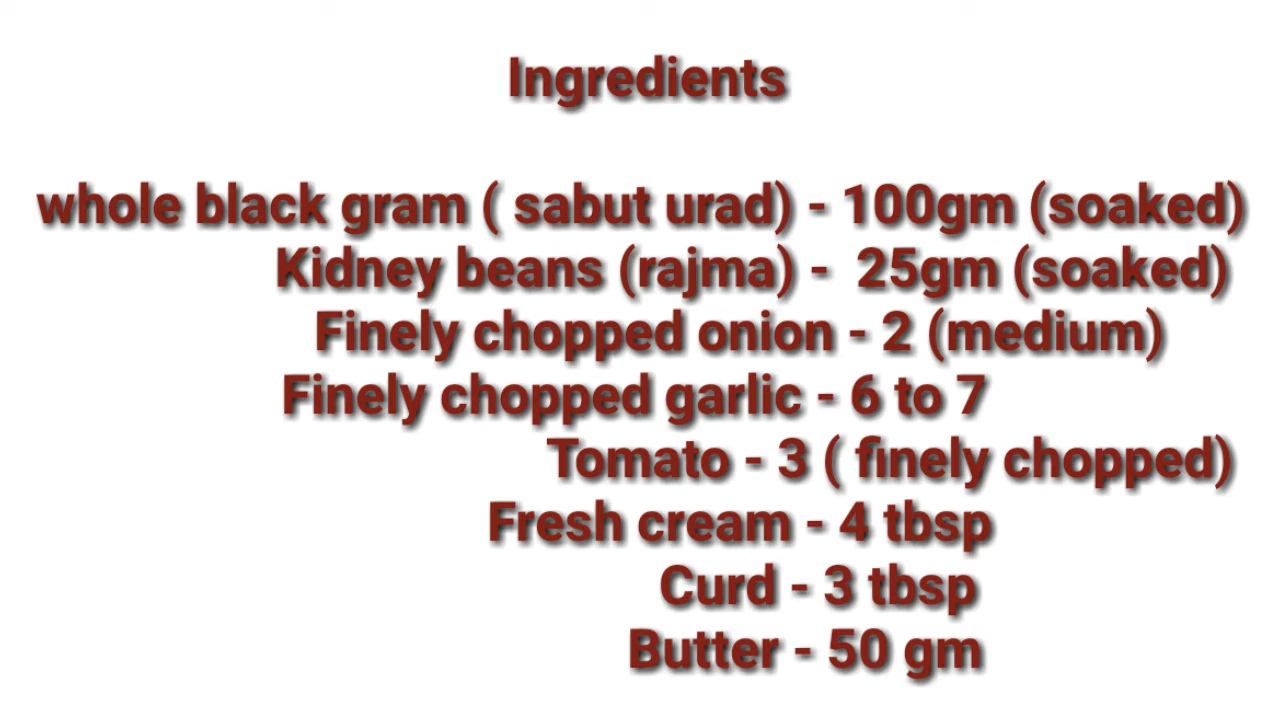 Ingredients
whole black gram ( sabut urad) - 100gm (soaked)
Kidney beans (rajma) - 25gm (soaked)
Finely chopped onion - 2 (medium)
Finely chopped garlic - 6 to 7
Tomato - 3 ( finely chopped)
Fresh cream - 4 tbsp
Curd - 3 tbsp
Butter - 50 gm